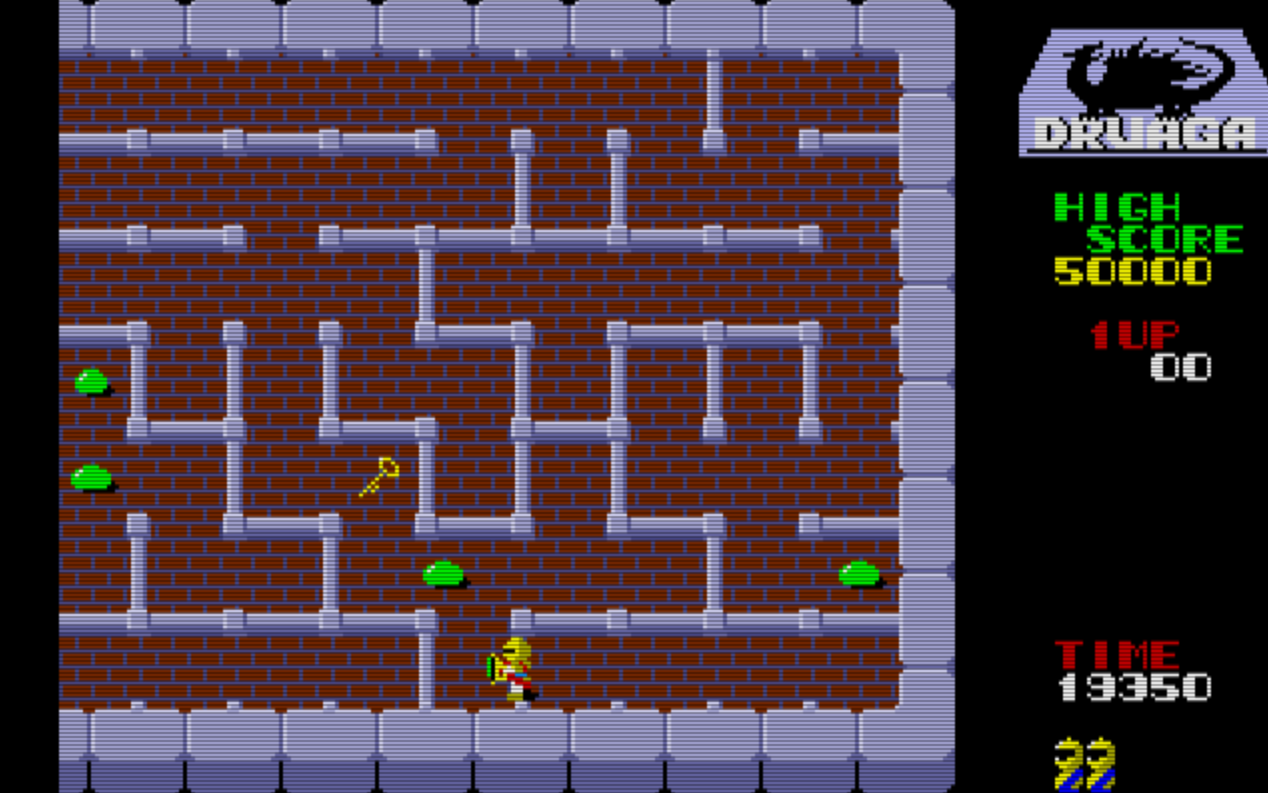 DRUAGA
HIGH
SCORE
50000
1UP
00
TIME
19350